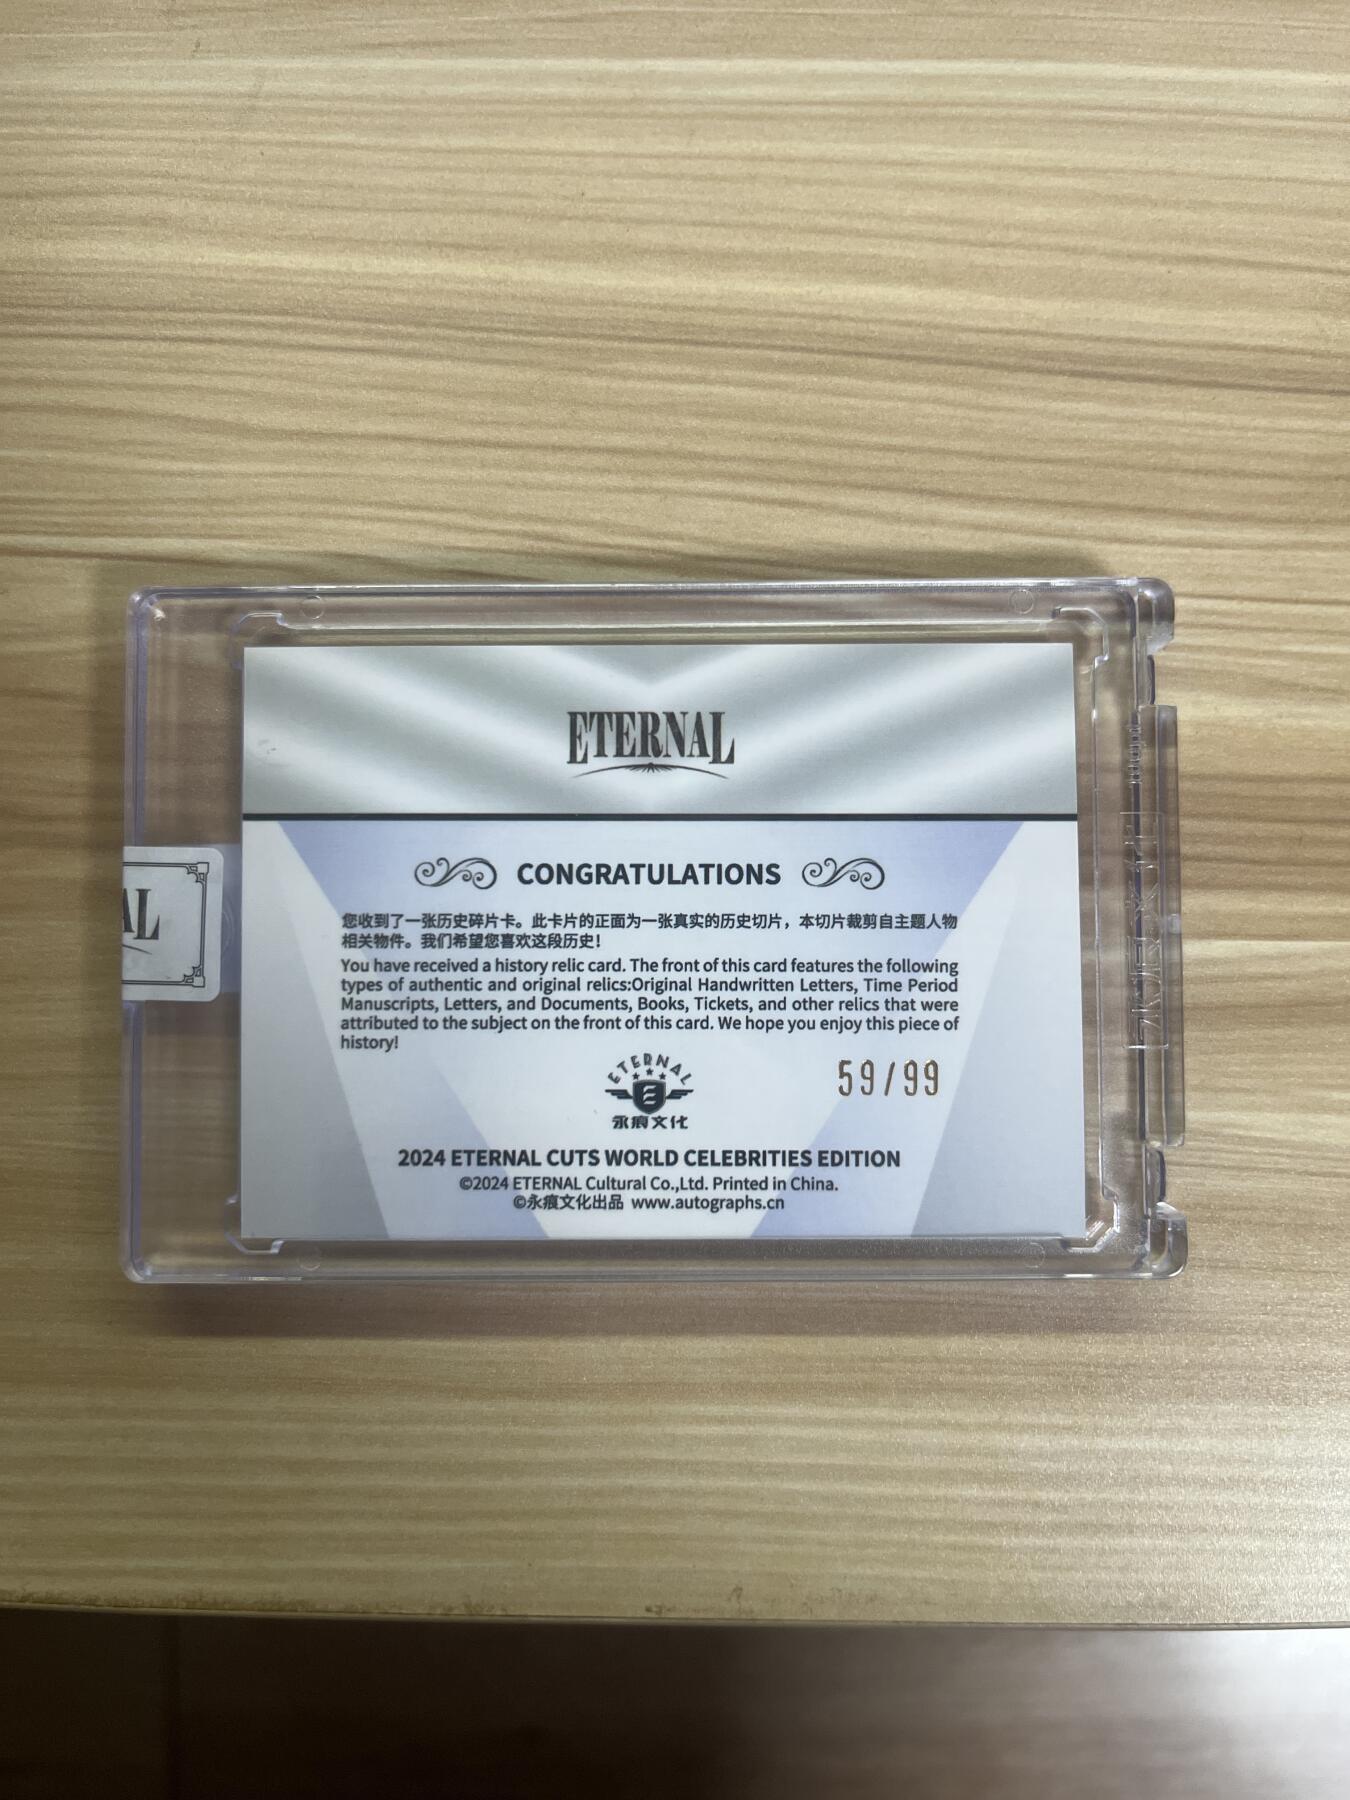 ETERNAL
CONGRATULATIONS
您收到了一张历史碎片卡。此卡片的正面为一张真实的历史切片，本切片裁剪自主题人物
相关物件。我们希望您喜欢这段历史！
You have received a history relic card. The front of this card features the following
types of authentic and original relics:Original Handwritten Letters, Time Period
Manuscripts, Letters, and Documents, Books, Tickets, and other relics that were
attributed to the subject on the front of this card. We hope you enjoy this piece of
history!
ETERNAL
E
永痕文化
59/99
2024 ETERNAL CUTS WORLD CELEBRITIES EDITION
©2024 ETERNAL Cultural Co.,Ltd. Printed in China.
©永痕文化出品 www.autographs.cn
AL
永痕文化